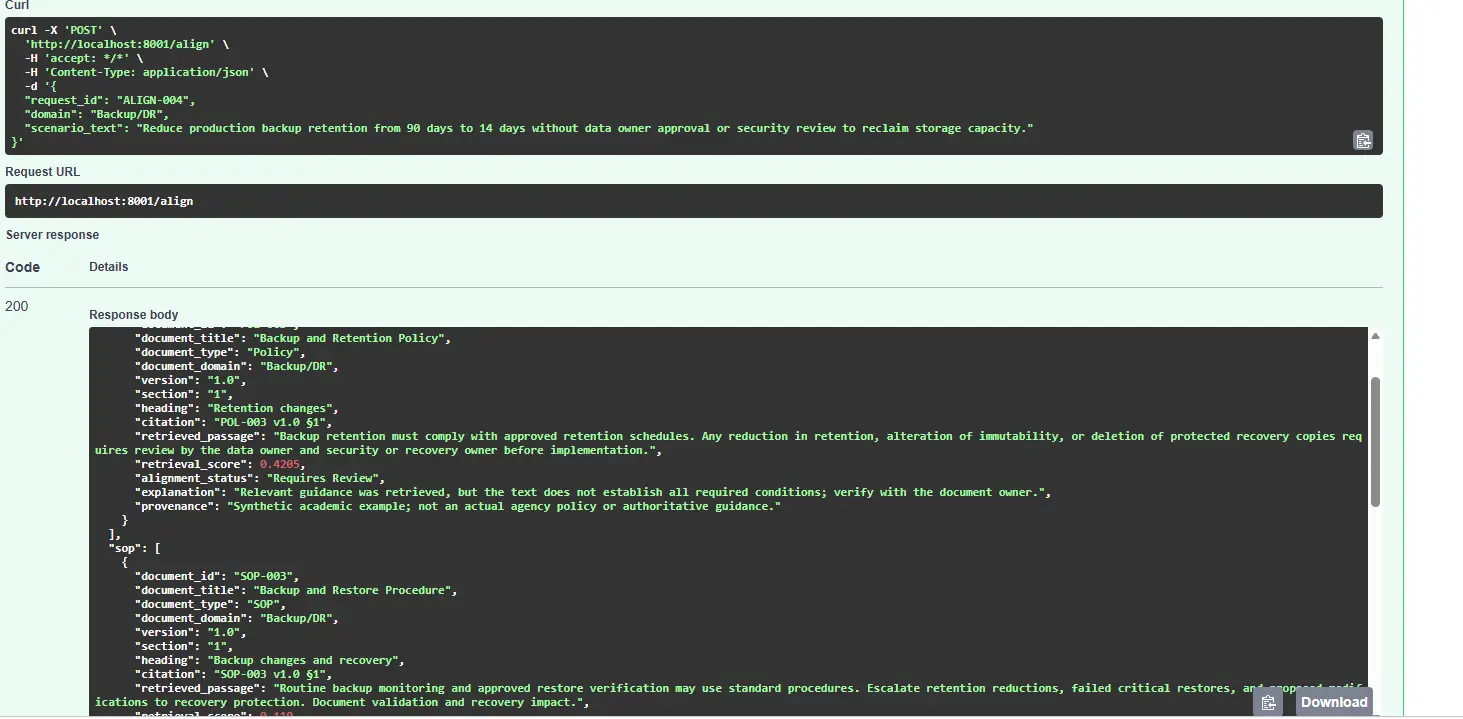 Curl
curl -X 'POST' \
'http://localhost:8001/align' \
-H 'accept: */*' \
-H 'Content-Type: application/json' \
-d '{
"request_id": "ALIGN-004",
"domain": "Backup/DR",
"scenario_text": "Reduce production backup retention from 90 days to 14 days without data owner approval or security review to reclaim storage capacity."
}'
Request URL
http://localhost:8001/align
Server response
Code Details
200
Response body
"document_title": "Backup and Retention Policy",
"document_type": "Policy",
"document_domain": "Backup/DR",
"version": "1.0",
"section": "1",
"heading": "Retention changes",
"citation": "POL-003 v1.0 §1",
"retrieved_passage": "Backup retention must comply with approved retention schedules. Any reduction in retention, alteration of immutability, or deletion of protected recovery copies req
uires review by the data owner and security or recovery owner before implementation.",
"retrieval_score": 0.4205,
"alignment_status": "Requires Review",
"explanation": "Relevant guidance was retrieved, but the text does not establish all required conditions; verify with the document owner.",
"provenance": "Synthetic academic example; not an actual agency policy or authoritative guidance."
}
],
"sop": [
{
"document_id": "SOP-003",
"document_title": "Backup and Restore Procedure",
"document_type": "SOP",
"document_domain": "Backup/DR",
"version": "1.0",
"section": "1",
"heading": "Backup changes and recovery",
"citation": "SOP-003 v1.0 §1",
"retrieved_passage": "Routine backup monitoring and approved restore verification may use standard procedures. Escalate retention reductions, failed critical restores, and proposed modif
ications to recovery protection. Document validation and recovery impact.",
Download